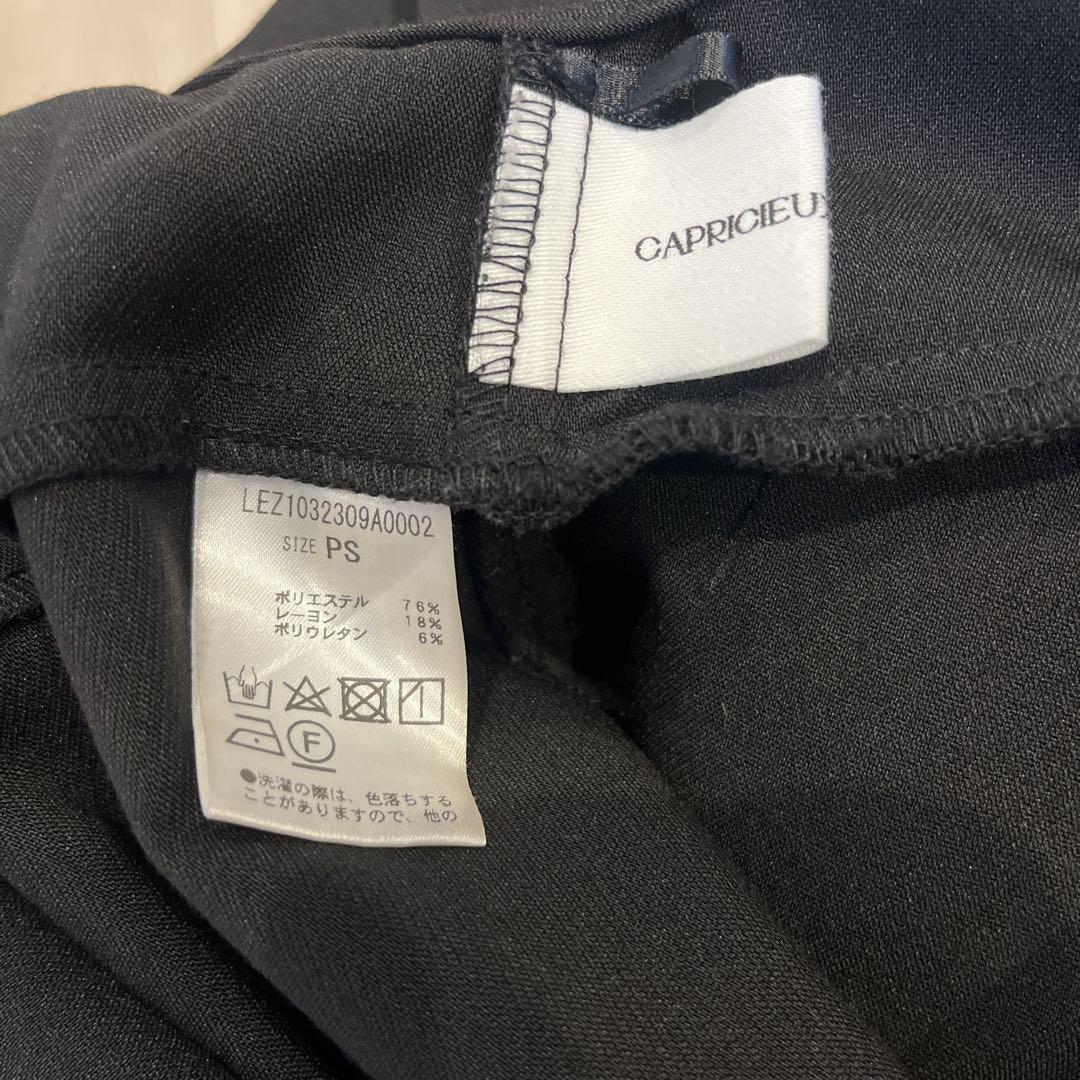 CAPRICIEUX
LEZ1032309A0002
SIZE PS
ポリエステル 76%
レーヨン 18%
ポリウレタン 6%
F
●洗濯の際は、色落ちする
ことがありますので、他の